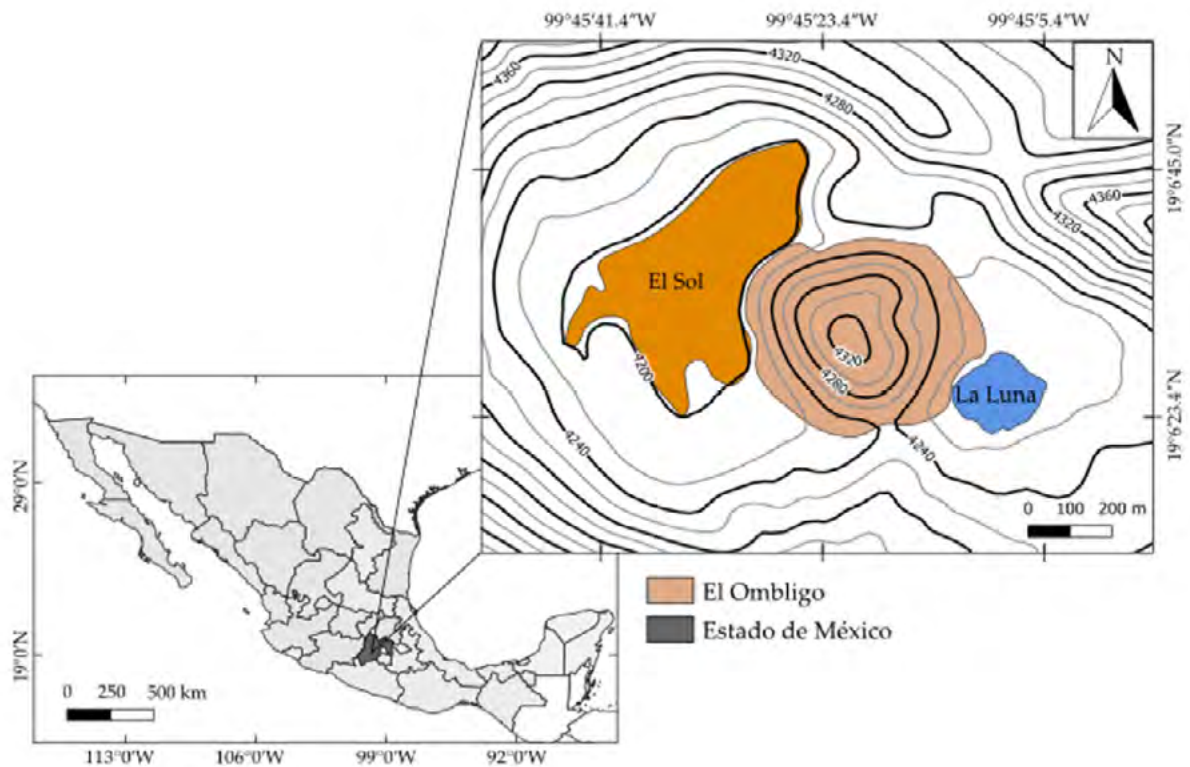 99°45′41.4″W 99°45′23.4″W 99°45′5.4″W
N
4360
4320
4280
4360
4320
19°6′45.0″N
El Sol
4320
4280
4200
La Luna
4240
4240
19°6′23.4″N
0 100 200 m
El Ombligo
Estado de México
29°0′N
19°0′N
0 250 500 km
113°0′W 106°0′W 99°0′W 92°0′W